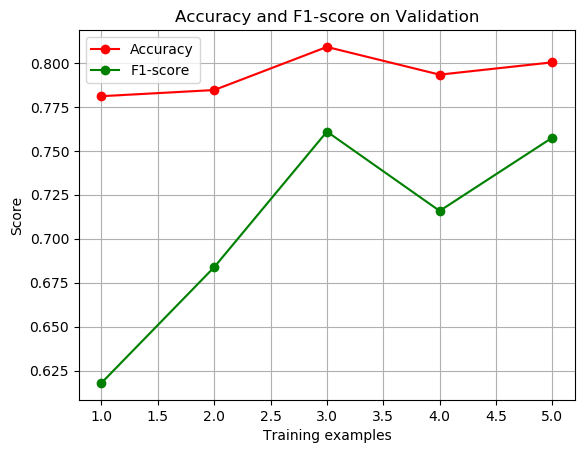 Accuracy and F1-score on Validation
Accuracy
F1-score
0.800
0.775
0.750
0.725
0.700
0.675
0.650
0.625
Score
1.0 1.5 2.0 2.5 3.0 3.5 4.0 4.5 5.0
Training examples